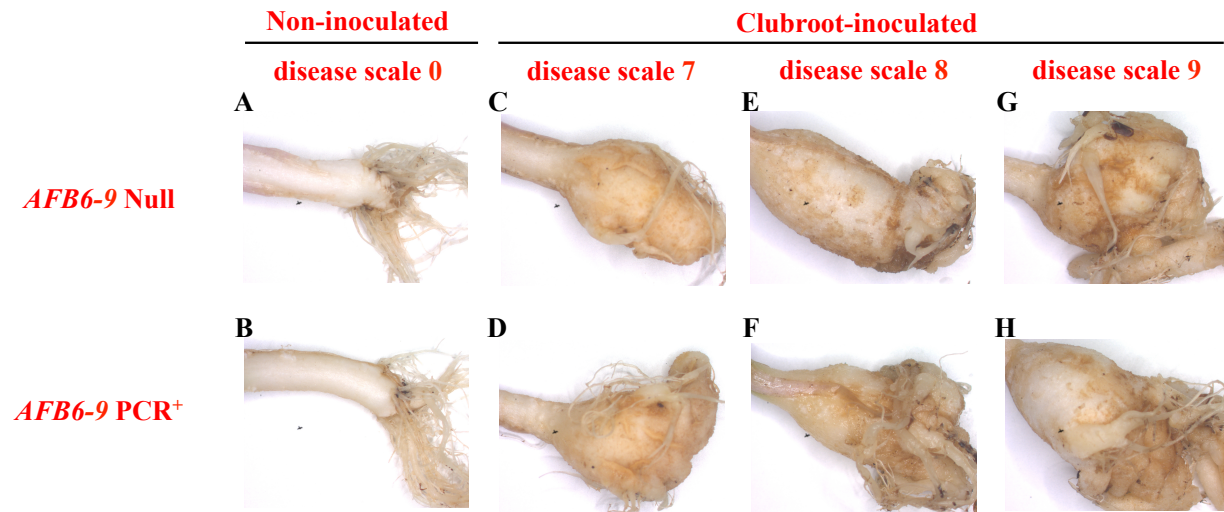 Non-inoculated
Clubroot-inoculated
disease scale 0
disease scale 7
disease scale 8
disease scale 9
A
C
E
G
AFB6-9 Null
B
D
F
H
AFB6-9 PCR⁺